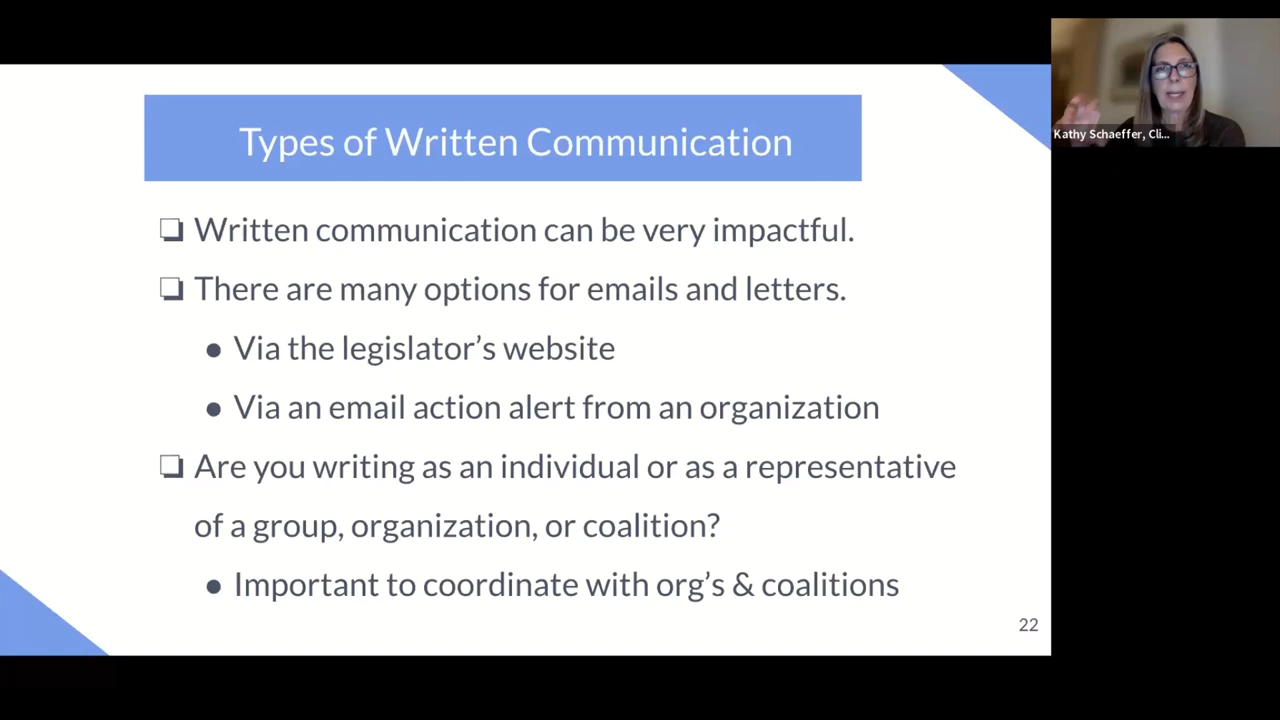 Types of Written Communication
❏ Written communication can be very impactful.
❏ There are many options for emails and letters.
● Via the legislator’s website
● Via an email action alert from an organization
❏ Are you writing as an individual or as a representative
of a group, organization, or coalition?
● Important to coordinate with org’s & coalitions
22
Kathy Schaeffer, Cli...